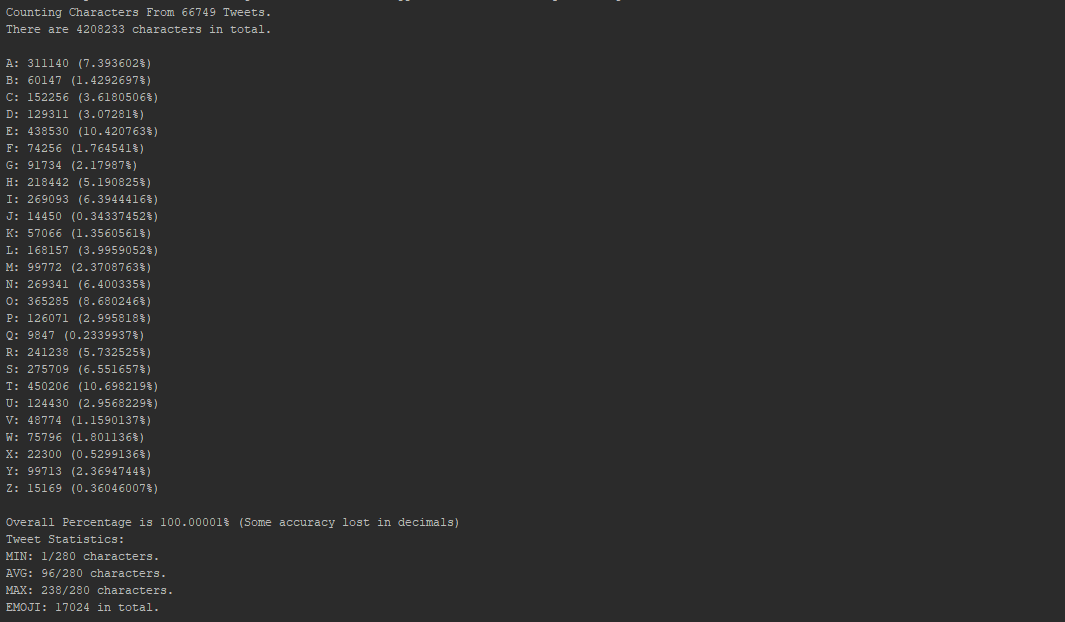 Counting Characters From 66749 Tweets.
There are 4208233 characters in total.
A: 311140 (7.393602%)
B: 60147 (1.4292697%)
C: 152256 (3.6180506%)
D: 129311 (3.07281%)
E: 438530 (10.420763%)
F: 74256 (1.764541%)
G: 91734 (2.17987%)
H: 218442 (5.190825%)
I: 269093 (6.3944416%)
J: 14450 (0.34337452%)
K: 57066 (1.3560561%)
L: 168157 (3.9959052%)
M: 99772 (2.3708763%)
N: 269341 (6.400335%)
O: 365285 (8.680246%)
P: 126071 (2.995818%)
Q: 9847 (0.2339937%)
R: 241238 (5.732525%)
S: 275709 (6.551657%)
T: 450206 (10.698219%)
U: 124430 (2.9568229%)
V: 48774 (1.1590137%)
W: 75796 (1.801136%)
X: 22300 (0.5299136%)
Y: 99713 (2.3694744%)
Z: 15169 (0.36046007%)
Overall Percentage is 100.00001% (Some accuracy lost in decimals)
Tweet Statistics:
MIN: 1/280 characters.
AVG: 96/280 characters.
MAX: 238/280 characters.
EMOJI: 17024 in total.